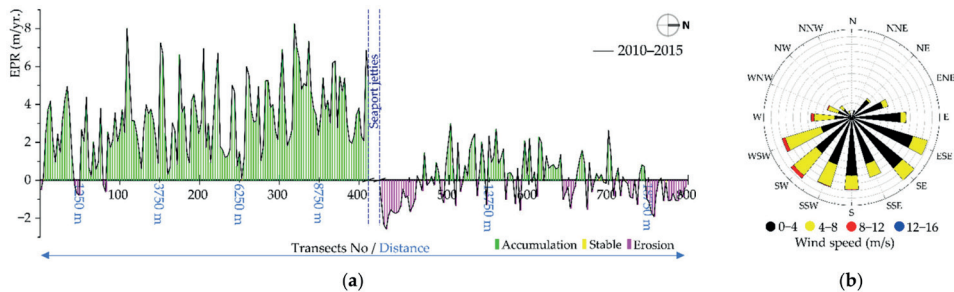 EPR (m/yr.)
8
6
4
2
0
−2
N
2010–2015
Seaport jetties
100
200
300
400
500
600
700
800
1250 m
3750 m
6250 m
8750 m
13750 m
Transects No / Distance
Accumulation
Stable
Erosion
(a)
N
NNE
NE
ENE
E
ESE
SE
SSE
S
SSW
SW
WSW
W
WNW
NW
NNW
0–4
4–8
8–12
12–16
Wind speed (m/s)
(b)